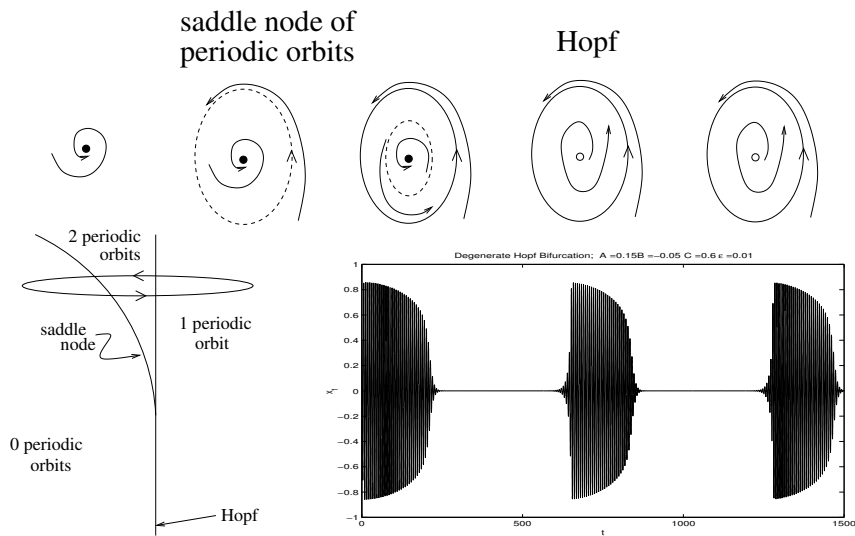 saddle node of
periodic orbits
Hopf
2 periodic
orbits
saddle
node
1 periodic
orbit
0 periodic
orbits
Hopf
Degenerate Hopf Bifurcation; A =0.15B =−0.05 C =0.6 ε =0.01
1
0.8
0.6
0.4
0.2
0
−0.2
−0.4
−0.6
−0.8
−1
x₁
0
500
1000
1500
t